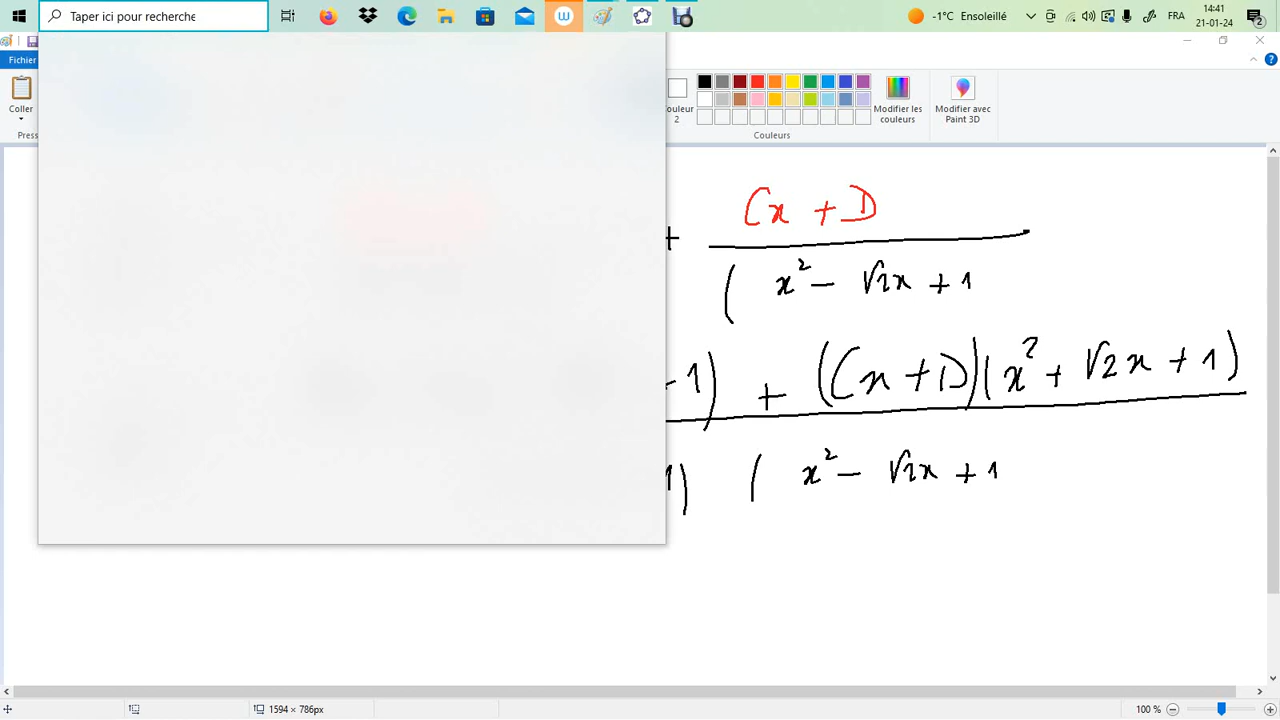 Taper ici pour recherche
-1°C Ensoleillé
FRA
14:41
21-01-24
2
Fichier
Coller
Press
Couleur
2
Modifier les
couleurs
Modifier avec
Paint 3D
Couleurs
Cx + D
+
( x² - √2x + 1
-1) + ((Cx + D)(x² + √2x + 1)
1) ( x² - √2x + 1
1594 × 786px
100 %